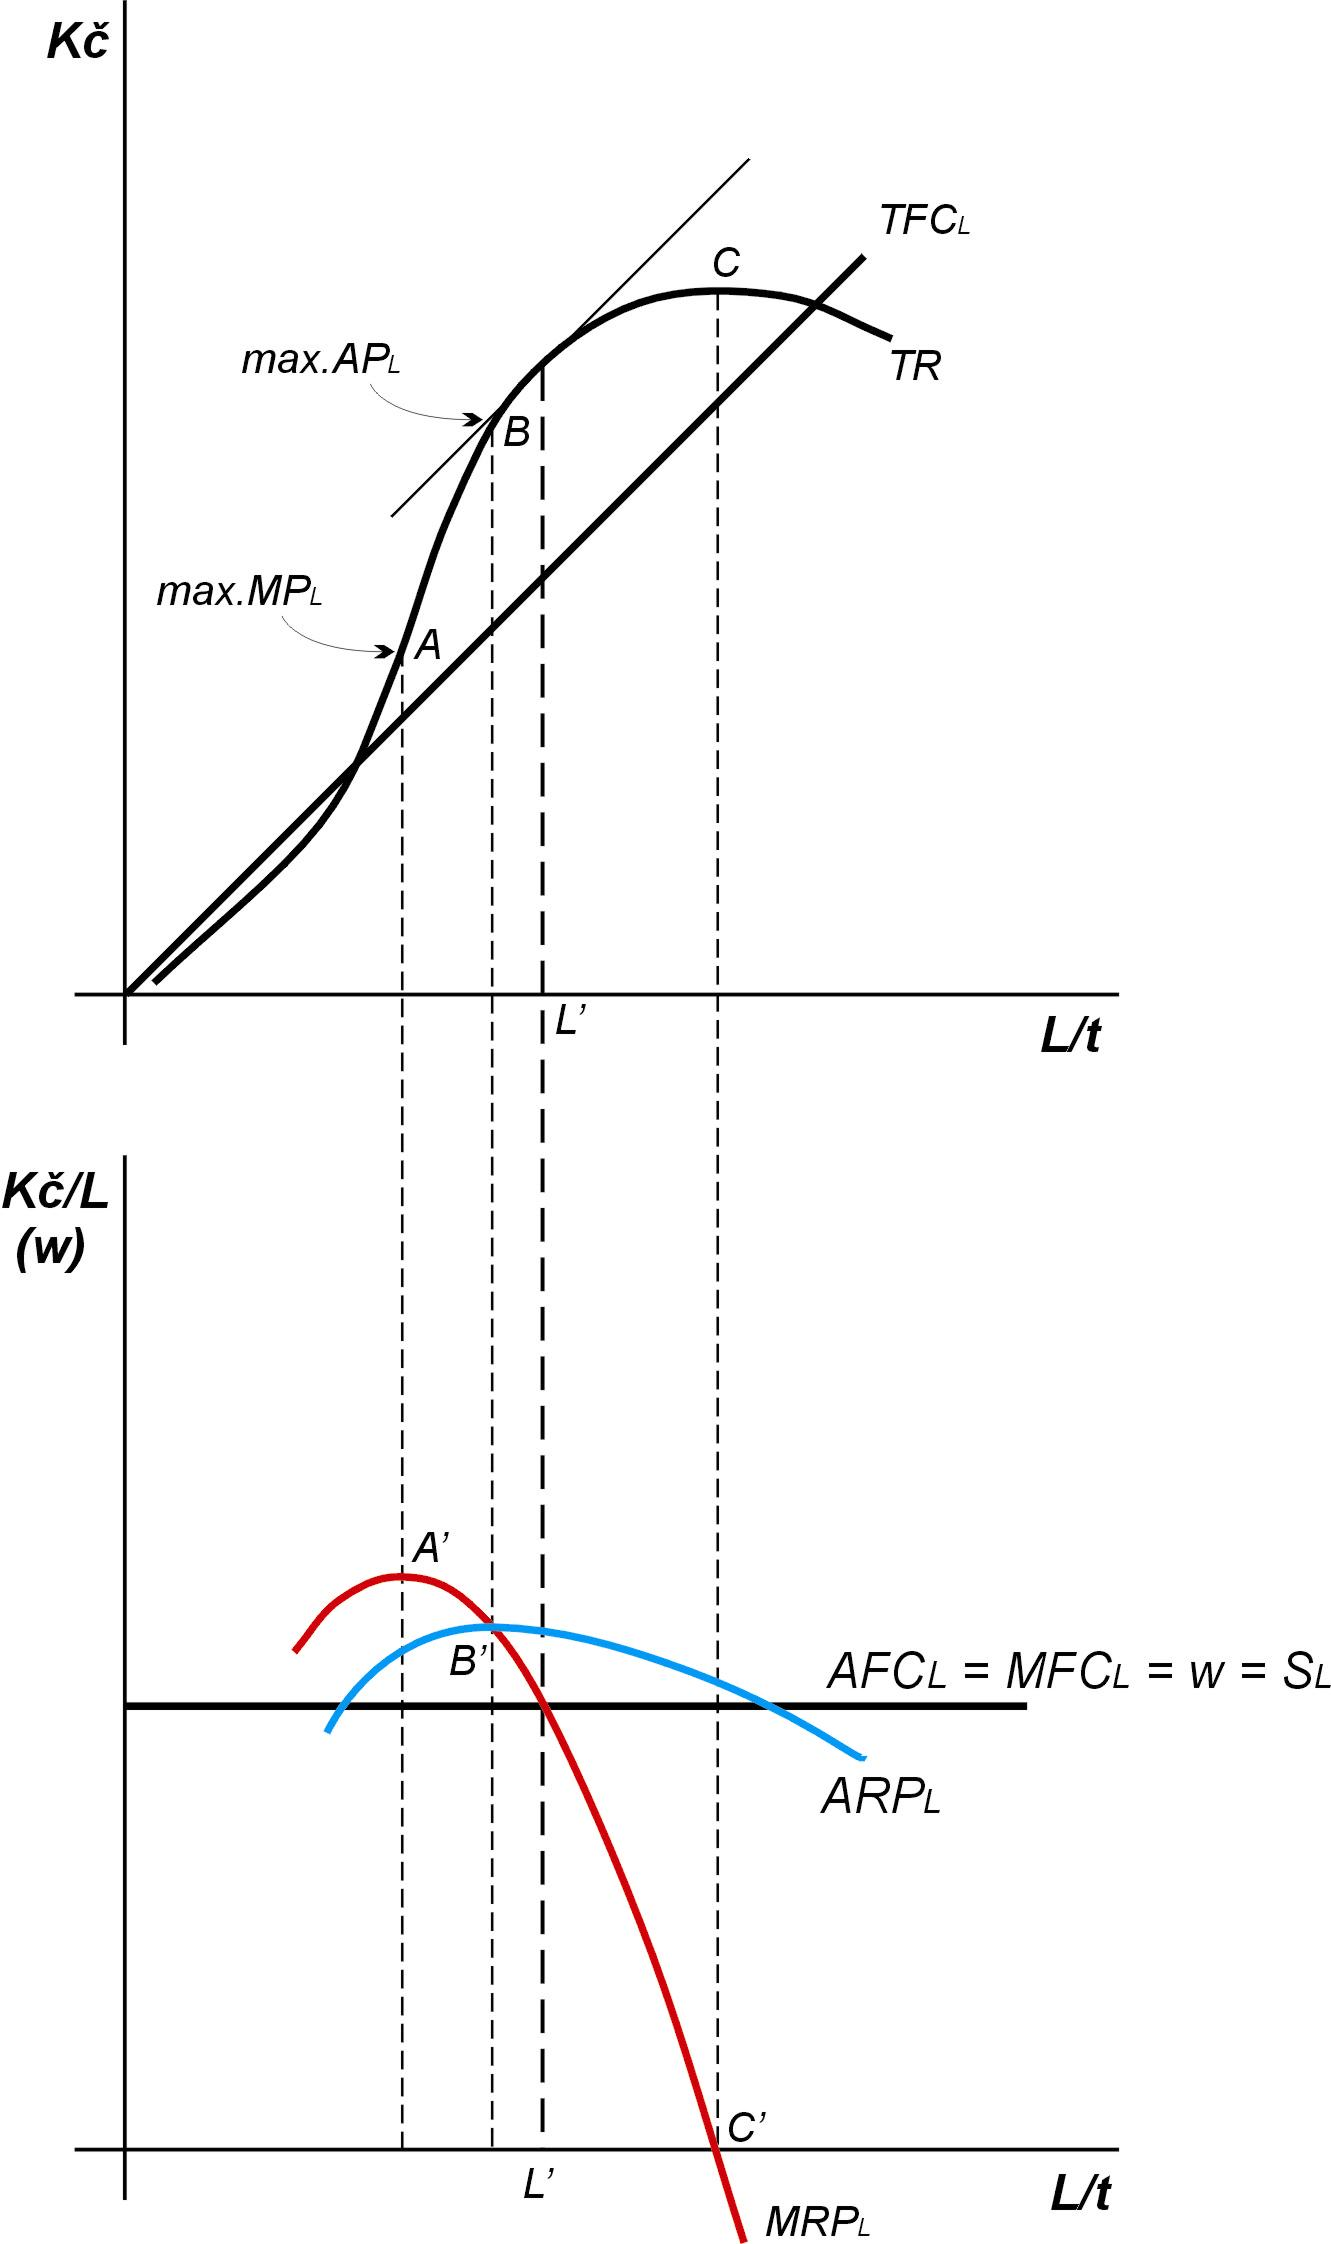 Kč
TFCL
C
max.APL
TR
B
max.MPL
A
L’
L/t
Kč/L
(w)
A’
B’
AFCL = MFCL = w = SL
ARPL
C’
L’
L/t
MRPL